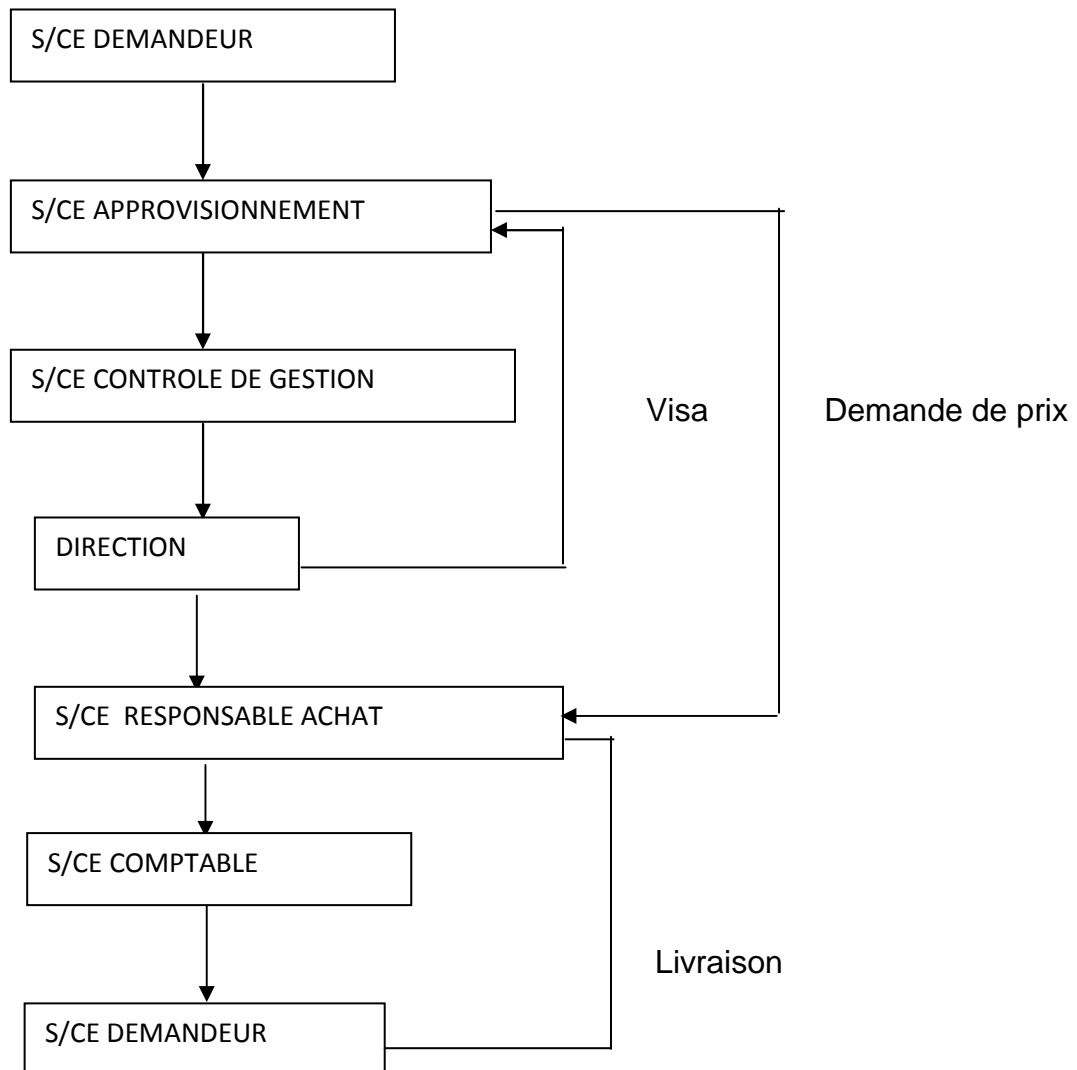 S/CE DEMANDEUR
S/CE APPROVISIONNEMENT
S/CE CONTROLE DE GESTION
Visa
Demande de prix
DIRECTION
S/CE  RESPONSABLE ACHAT
S/CE COMPTABLE
Livraison
S/CE DEMANDEUR